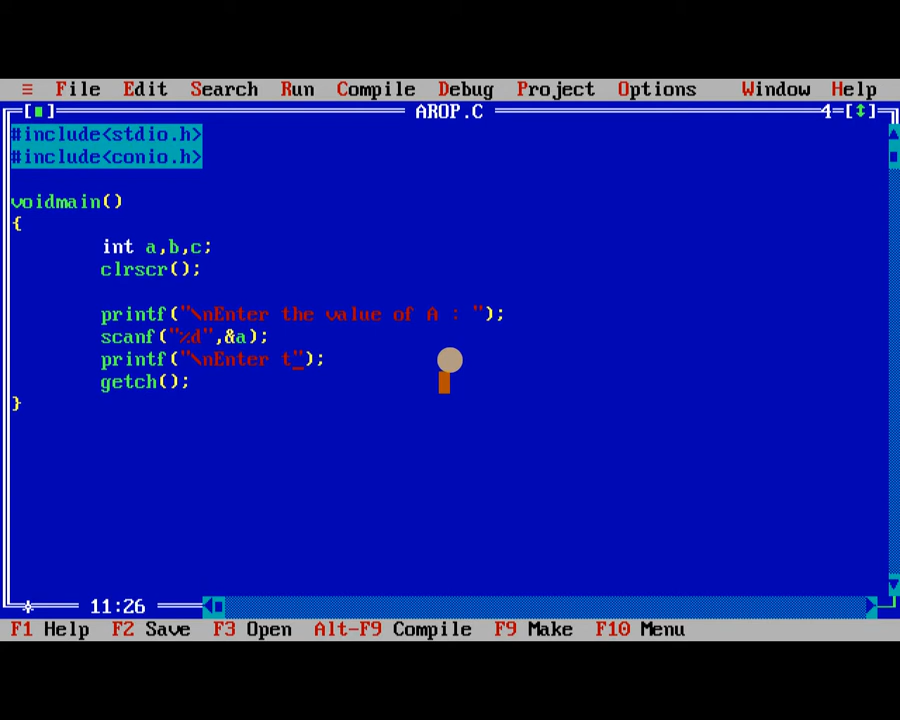 ≡ File Edit Search Run Compile Debug Project Options Window Help
[■] AROP.C 4=[↕]
#include<stdio.h>
#include<conio.h>
voidmain()
{
int a,b,c;
clrscr();
printf("\nEnter the value of A : ");
scanf("%d",&a);
printf("\nEnter t_");
getch();
}
11:26
F1 Help F2 Save F3 Open Alt-F9 Compile F9 Make F10 Menu